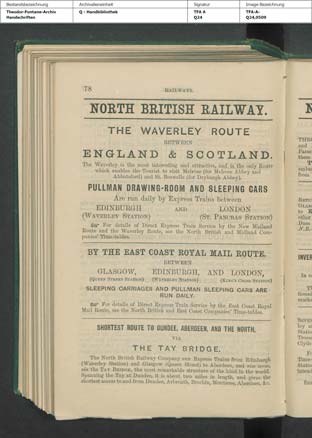 Bestandsbezeichnung Archivalieneinheit Signatur Image-Bezeichnung
Theodor-Fontane-Archiv Q - Handbibliothek TFA A TFA-A-
Handschriften Q24 Q24,0509
78 RAILWAYS.
NORTH BRITISH RAILWAY.
THE WAVERLEY ROUTE
BETWEEN
ENGLAND & SCOTLAND.
The Waverley is the most interesting and attractive, and is the only Route
which enables the Tourist to visit Melrose (for Melrose Abbey and
Abbotsford) and St. Boswells (for Dryburgh Abbey).
PULLMAN DRAWING-ROOM AND SLEEPING CARS
Are run daily by Express Trains between
EDINBURGH AND LONDON
(WAVERLEY STATION) (ST. PANCRAS STATION)
For details of Direct Express Train Service by the New Midland
Route and the Waverley Route, see the North British and Midland Com-
panies' Time-tables.
BY THE EAST COAST ROYAL MAIL ROUTE.
BETWEEN
GLASGOW, EDINBURGH, AND LONDON,
(QUEEN STREET STATION) (WAVERLEY STATION) (KING'S CROSS STATION)
SLEEPING CARRIAGES AND PULLMAN SLEEPING CARS ARE
RUN DAILY.
For details of Direct Express Train Service by the East Coast Royal
Mail Route, see the North British and East Coast Companies' Time-tables.
SHORTEST ROUTE TO DUNDEE, ABERDEEN, AND THE NORTH,
VIA
THE TAY BRIDGE.
The North British Railway Company run Express Trains from Edinburgh
(Waverley Station) and Glasgow (Queen Street) to Aberdeen, and vice versa,
via the TAY BRIDGE, the most remarkable structure of the kind in the world.
Spanning the Tay at Dundee, it is about two miles in length, and gives the
shortest access to and from Dundee, Arbroath, Brechin, Montrose, Aberdeen, &c.